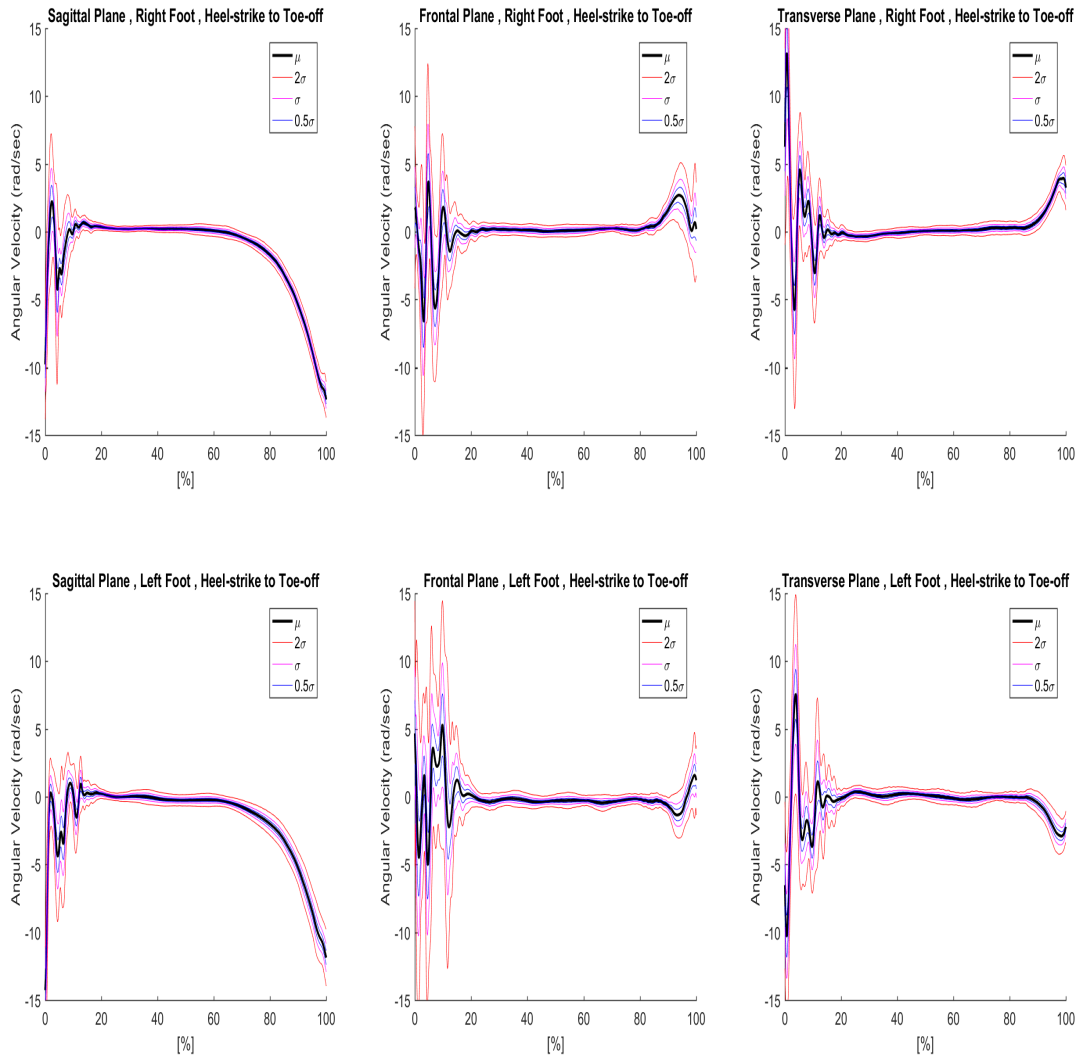 Sagittal Plane , Right Foot , Heel-strike to Toe-off
15
10
5
0
-5
-10
-15
Angular Velocity (rad/sec)
μ
2σ
σ
0.5σ
0 20 40 60 80 100
[%]
Frontal Plane , Right Foot , Heel-strike to Toe-off
15
10
5
0
-5
-10
-15
Angular Velocity (rad/sec)
μ
2σ
σ
0.5σ
0 20 40 60 80 100
[%]
Transverse Plane , Right Foot , Heel-strike to Toe-off
15
10
5
0
-5
-10
-15
Angular Velocity (rad/sec)
μ
2σ
σ
0.5σ
0 20 40 60 80 100
[%]
Sagittal Plane , Left Foot , Heel-strike to Toe-off
15
10
5
0
-5
-10
-15
Angular Velocity (rad/sec)
μ
2σ
σ
0.5σ
0 20 40 60 80 100
[%]
Frontal Plane , Left Foot , Heel-strike to Toe-off
15
10
5
0
-5
-10
-15
Angular Velocity (rad/sec)
μ
2σ
σ
0.5σ
0 20 40 60 80 100
[%]
Transverse Plane , Left Foot , Heel-strike to Toe-off
15
10
5
0
-5
-10
-15
Angular Velocity (rad/sec)
μ
2σ
σ
0.5σ
0 20 40 60 80 100
[%]